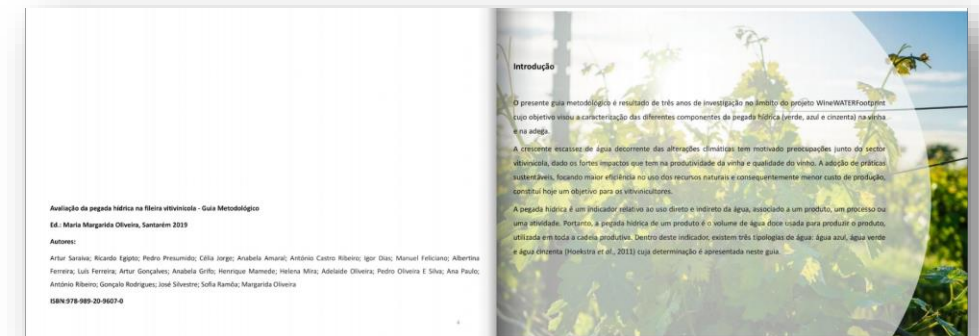 Avaliação da pegada hídrica na fileira vitivinícola - Guia Metodológico
Ed.: Maria Margarida Oliveira, Santarém 2019
Autores:
Artur Saraiva; Ricardo Egipto; Pedro Presumido; Célia Jorge; Anabela Amaral; António Castro Ribeiro; Igor Dias; Manuel Feliciano; Albertina
Ferreira; Luís Ferreira; Artur Gonçalves; Anabela Grifo; Henrique Mamede; Helena Mira; Adelaide Oliveira; Pedro Oliveira E Silva; Ana Paulo;
António Ribeiro; Gonçalo Rodrigues; José Silvestre; Sofia Ramôa; Margarida Oliveira
ISBN:978-989-20-9607-0
Introdução
O presente guia metodológico é resultado de três anos de investigação no âmbito do projeto WineWATERFootprint
cujo objetivo visou a caracterização das diferentes componentes da pegada hídrica (verde, azul e cinzenta) na vinha
e na adega.
A crescente escassez de água decorrente das alterações climáticas tem motivado preocupações junto do sector
vitivinícola, dado os fortes impactos que tem na produtividade da vinha e qualidade do vinho. A adoção de práticas
sustentáveis, focando maior eficiência no uso dos recursos naturais e consequentemente menor custo de produção,
constitui hoje um objetivo para os vitivinicultores.
A pegada hídrica é um indicador relativo ao uso direto e indireto da água, associado a um produto, um processo ou
uma atividade. Portanto, a pegada hídrica de um produto é o volume de água doce usada para produzir o produto,
utilizada em toda a cadeia produtiva. Dentro deste indicador, existem três tipologias de água: água azul, água verde
e água cinzenta (Hoekstra et al., 2011) cuja determinação é apresentada neste guia.